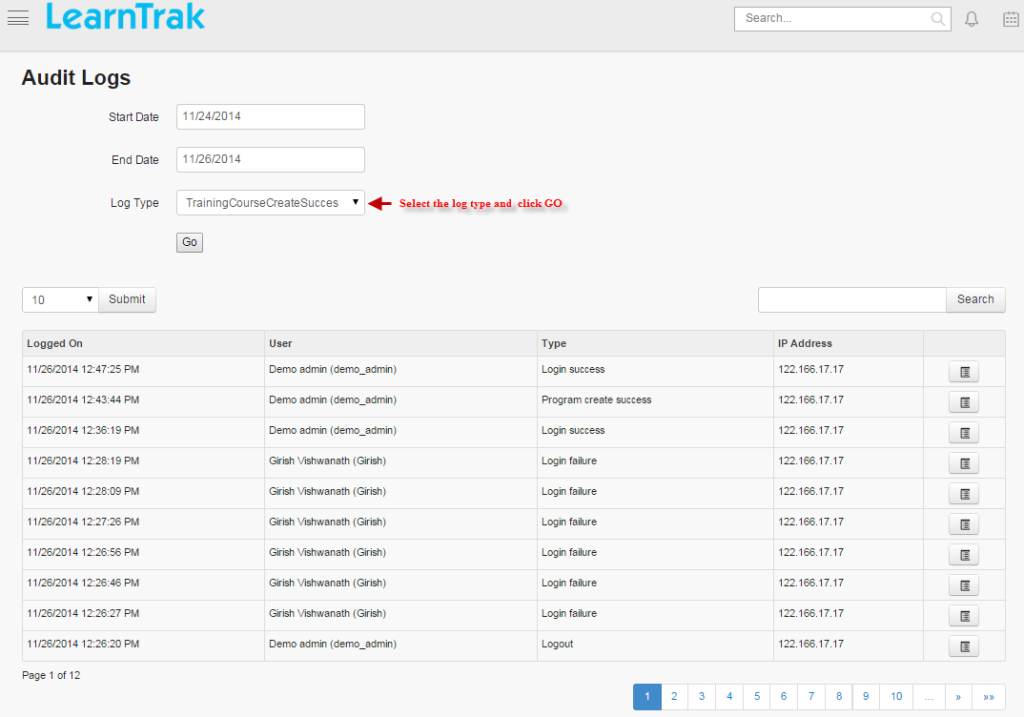 LearnTrak
Search...
Audit Logs
Start Date 11/24/2014
End Date 11/26/2014
Log Type TrainingCourseCreateSucces Select the log type and click GO
Go
10 Submit Search
Logged On User Type IP Address
11/26/2014 12:47:25 PM Demo admin (demo_admin) Login success 122.166.17.17
11/26/2014 12:43:44 PM Demo admin (demo_admin) Program create success 122.166.17.17
11/26/2014 12:36:19 PM Demo admin (demo_admin) Login success 122.166.17.17
11/26/2014 12:28:19 PM Girish Vishwanath (Girish) Login failure 122.166.17.17
11/26/2014 12:28:09 PM Girish Vishwanath (Girish) Login failure 122.166.17.17
11/26/2014 12:27:26 PM Girish Vishwanath (Girish) Login failure 122.166.17.17
11/26/2014 12:26:56 PM Girish Vishwanath (Girish) Login failure 122.166.17.17
11/26/2014 12:26:46 PM Girish Vishwanath (Girish) Login failure 122.166.17.17
11/26/2014 12:26:27 PM Girish Vishwanath (Girish) Login failure 122.166.17.17
11/26/2014 12:26:20 PM Demo admin (demo_admin) Logout 122.166.17.17
Page 1 of 12
1 2 3 4 5 6 7 8 9 10 ... » »»